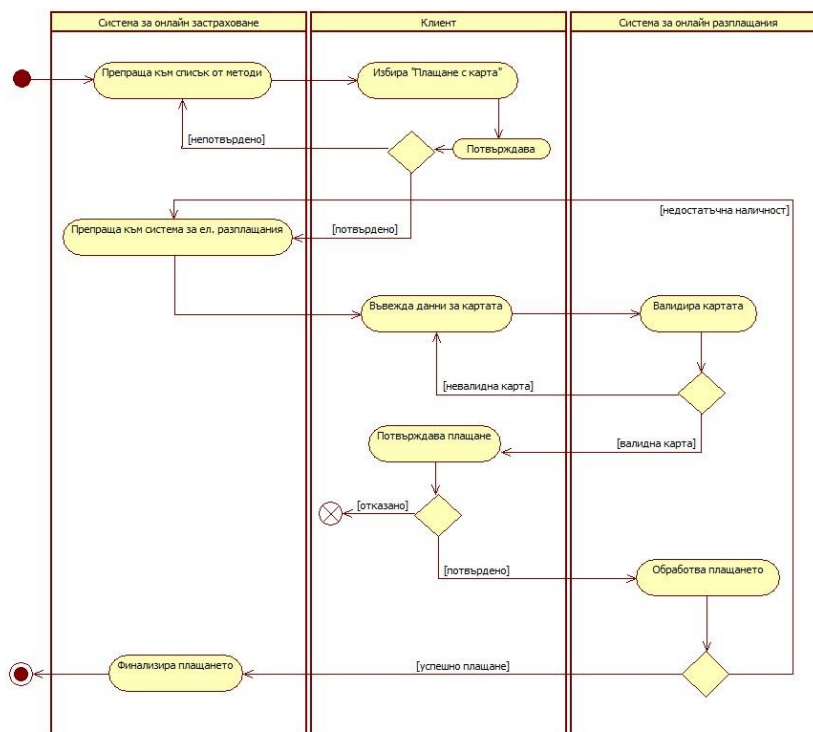 Система за онлайн застраховане
Клиент
Система за онлайн разплащания
Препраща към списък от методи
Избира "Плащане с карта"
[непотвърдено]
Потвърждава
[недостатъчна наличност]
Препраща към система за ел. разплащания
[потвърдено]
Въвежда данни за картата
Валидира картата
[невалидна карта]
Потвърждава плащане
[валидна карта]
[отказано]
[потвърдено]
Обработва плащането
Финализира плащането
[успешно плащане]